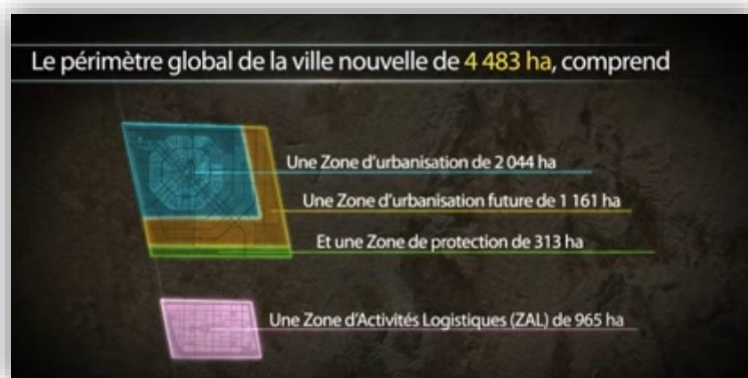 Le périmètre global de la ville nouvelle de 4 483 ha, comprend
Une Zone d'urbanisation de 2 044 ha
Une Zone d'urbanisation future de 1 161 ha
Et une Zone de protection de 313 ha
Une Zone d'Activités Logistiques (ZAL) de 965 ha